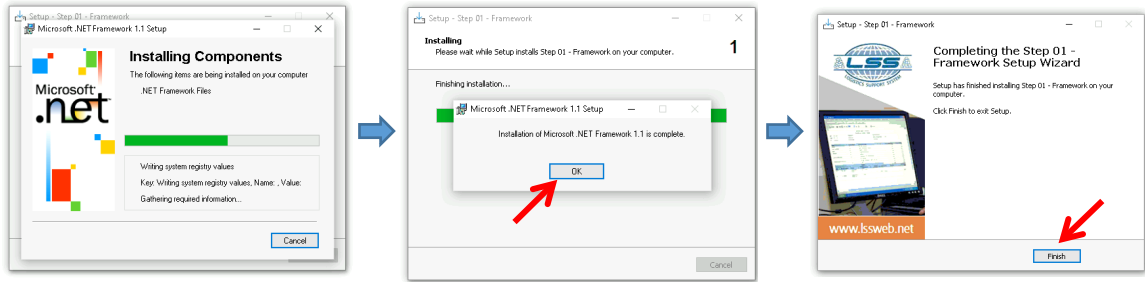 Setup - Step 01 - Framework
Microsoft .NET Framework 1.1 Setup
Microsoft
.net
Installing Components
The following items are being installed on your computer
.NET Framework Files
Writing system registry values
Key: Writing system registry values, Name: , Value:
Gathering required information...
Cancel
Setup - Step 01 - Framework
Installing
Please wait while Setup installs Step 01 - Framework on your computer.
1
Finishing installation...
Microsoft .NET Framework 1.1 Setup
Installation of Microsoft .NET Framework 1.1 is complete.
OK
Cancel
Setup - Step 01 - Framework
LSSA
LOGISTICS SUPPORT SYSTEM
www.lssweb.net
Completing the Step 01 -
Framework Setup Wizard
Setup has finished installing Step 01 - Framework on your
computer.
Click Finish to exit Setup.
Finish